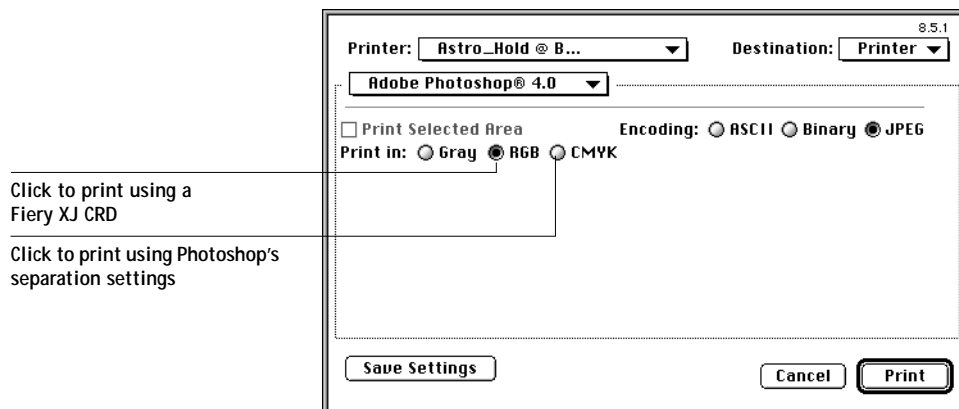 8.5.1
Printer: Astro_Hold @ B... Destination: Printer
Adobe Photoshop® 4.0
Print Selected Area Encoding: ASCII Binary JPEG
Print in: Gray RGB CMYK
Click to print using a
Fiery XJ CRD
Click to print using Photoshop's
separation settings
Save Settings Cancel Print